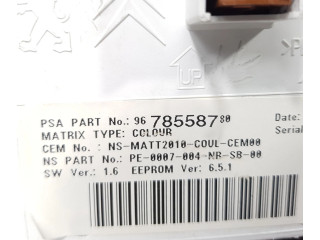 UP
PSA PART No.: 96 785587 80
MATRIX TYPE: COLOUR
CEM No.: NS-MATT2010-COUL-CEM00
NS PART No.: PE-0007-004-NR-S8-00
SW Ver.: 1.6 EEPROM Ver.: 6.5.1
Date:
Serial